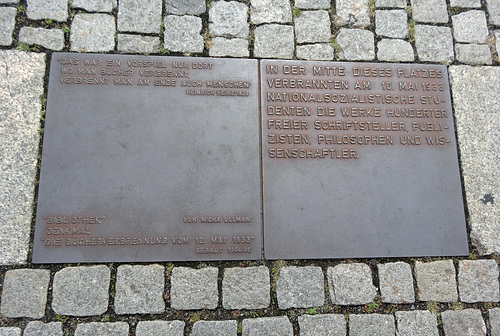 DAS WAR EIN VORSPIEL NUR DORT
WO MAN BÜCHER VERBRENNT
VERBRENNT MAN AM ENDE AUCH MENSCHEN
HEINRICH HEINE 1820
"BIBLIOTHEK"
VON MICHA ULLMAN
DENKMAL
"DIE BÜCHERVERBRENNUNG VOM 10. MAI 1933"
IN DER MITTE DIESES PLATZES
VERBRANNTEN AM 10. MAI 1933
NATIONALSOZIALISTISCHE STU-
DENTEN DIE WERKE HUNDERTER
FREIER SCHRIFTSTELLER, PUBLI-
ZISTEN, PHILOSOPHEN UND WIS-
SENSCHAFTLER.